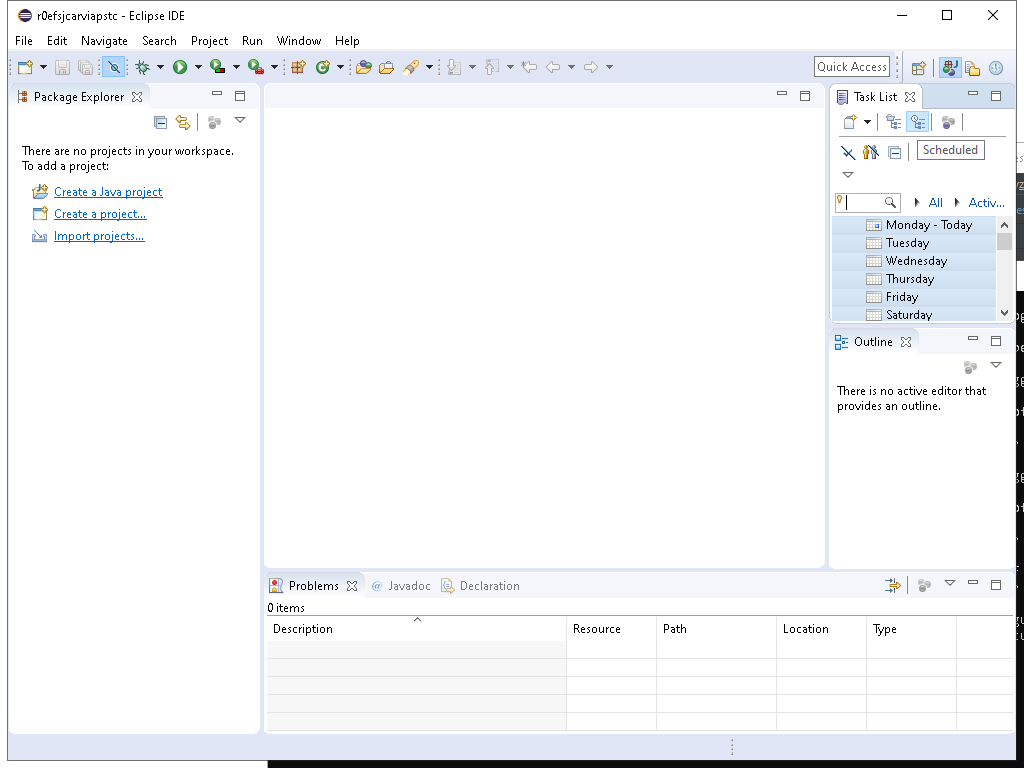 r0efsjcarviapstc - Eclipse IDE
File Edit Navigate Search Project Run Window Help
Quick Access
Package Explorer
There are no projects in your workspace.
To add a project:
Create a Java project
Create a project...
Import projects...
Task List
Scheduled
All Activ...
Monday - Today
Tuesday
Wednesday
Thursday
Friday
Saturday
Outline
There is no active editor that
provides an outline.
Problems @ Javadoc Declaration
0 items
Description Resource Path Location Type